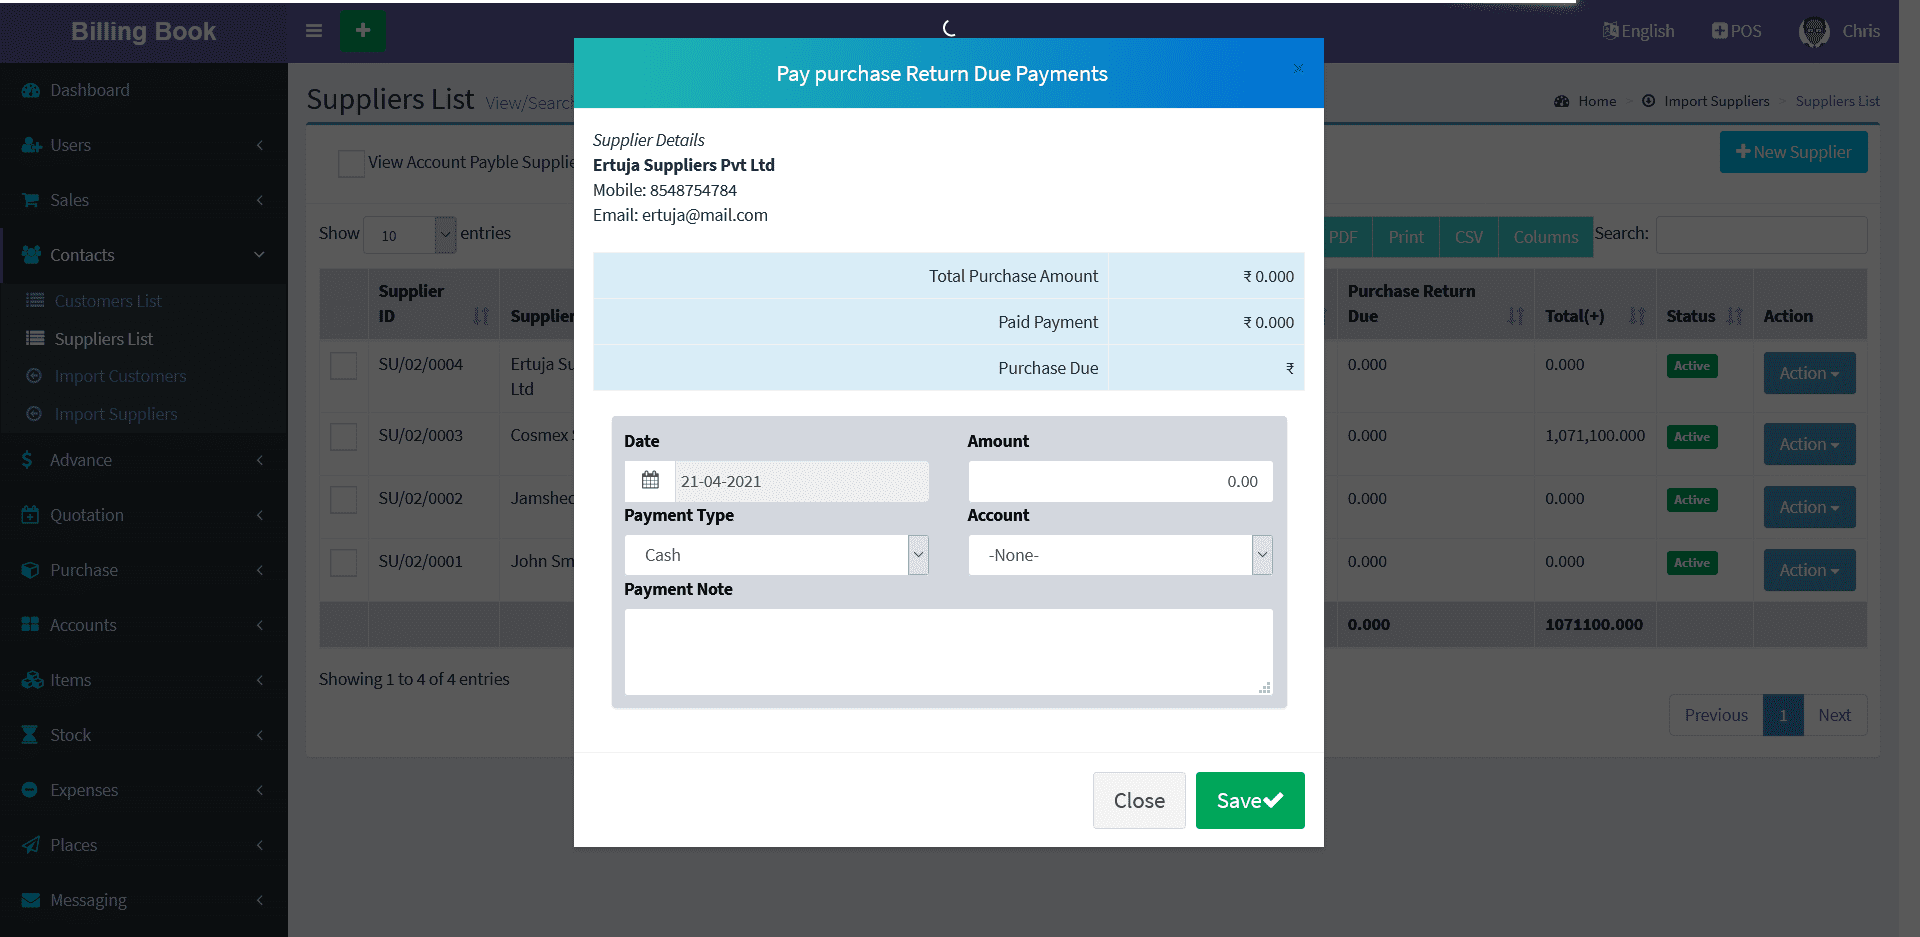 Billing Book
English
POS
Chris
Dashboard
Users
Sales
Contacts
Customers List
Suppliers List
Import Customers
Import Suppliers
Advance
Quotation
Purchase
Accounts
Items
Stock
Expenses
Places
Messaging
Suppliers List View/Search
Home > Import Suppliers > Suppliers List
View Account Payble Supplie
New Supplier
Show 10 entries
PDF Print CSV Columns Search:
Supplier ID Supplier Purchase Return Due Total(+) Status Action
SU/02/0004 Ertuja Su Ltd 0.000 0.000 Active Action
SU/02/0003 Cosmex 0.000 1,071,100.000 Active Action
SU/02/0002 Jamshed 0.000 0.000 Active Action
SU/02/0001 John Sm 0.000 0.000 Active Action
0.000 1071100.000
Showing 1 to 4 of 4 entries
Previous 1 Next
Pay purchase Return Due Payments
×
Supplier Details
Ertuja Suppliers Pvt Ltd
Mobile: 8548754784
Email: ertuja@mail.com
Total Purchase Amount ₹ 0.000
Paid Payment ₹ 0.000
Purchase Due ₹
Date Amount
21-04-2021 0.00
Payment Type Account
Cash -None-
Payment Note
Close Save